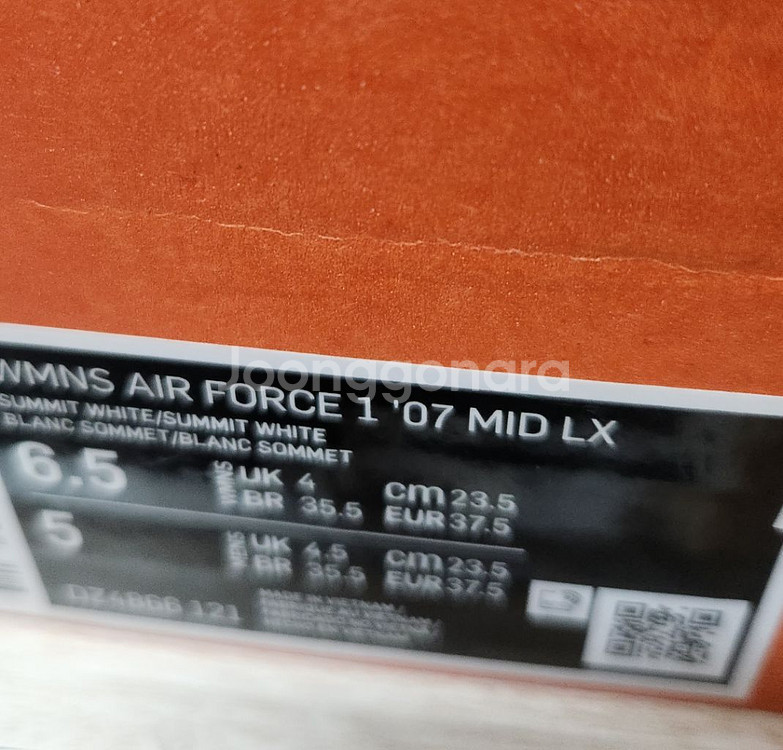 Joonggonara
WMNS AIR FORCE 1 '07 MID LX
SUMMIT WHITE/SUMMIT WHITE
BLANC SOMMET/BLANC SOMMET
6.5 WMNS UK 4 cm 23.5
BR 35.5 EUR 37.5
5 UK 4.5 cm 23.5
BR 35.5 EUR 37.5
121
MADE IN VIETNAM /